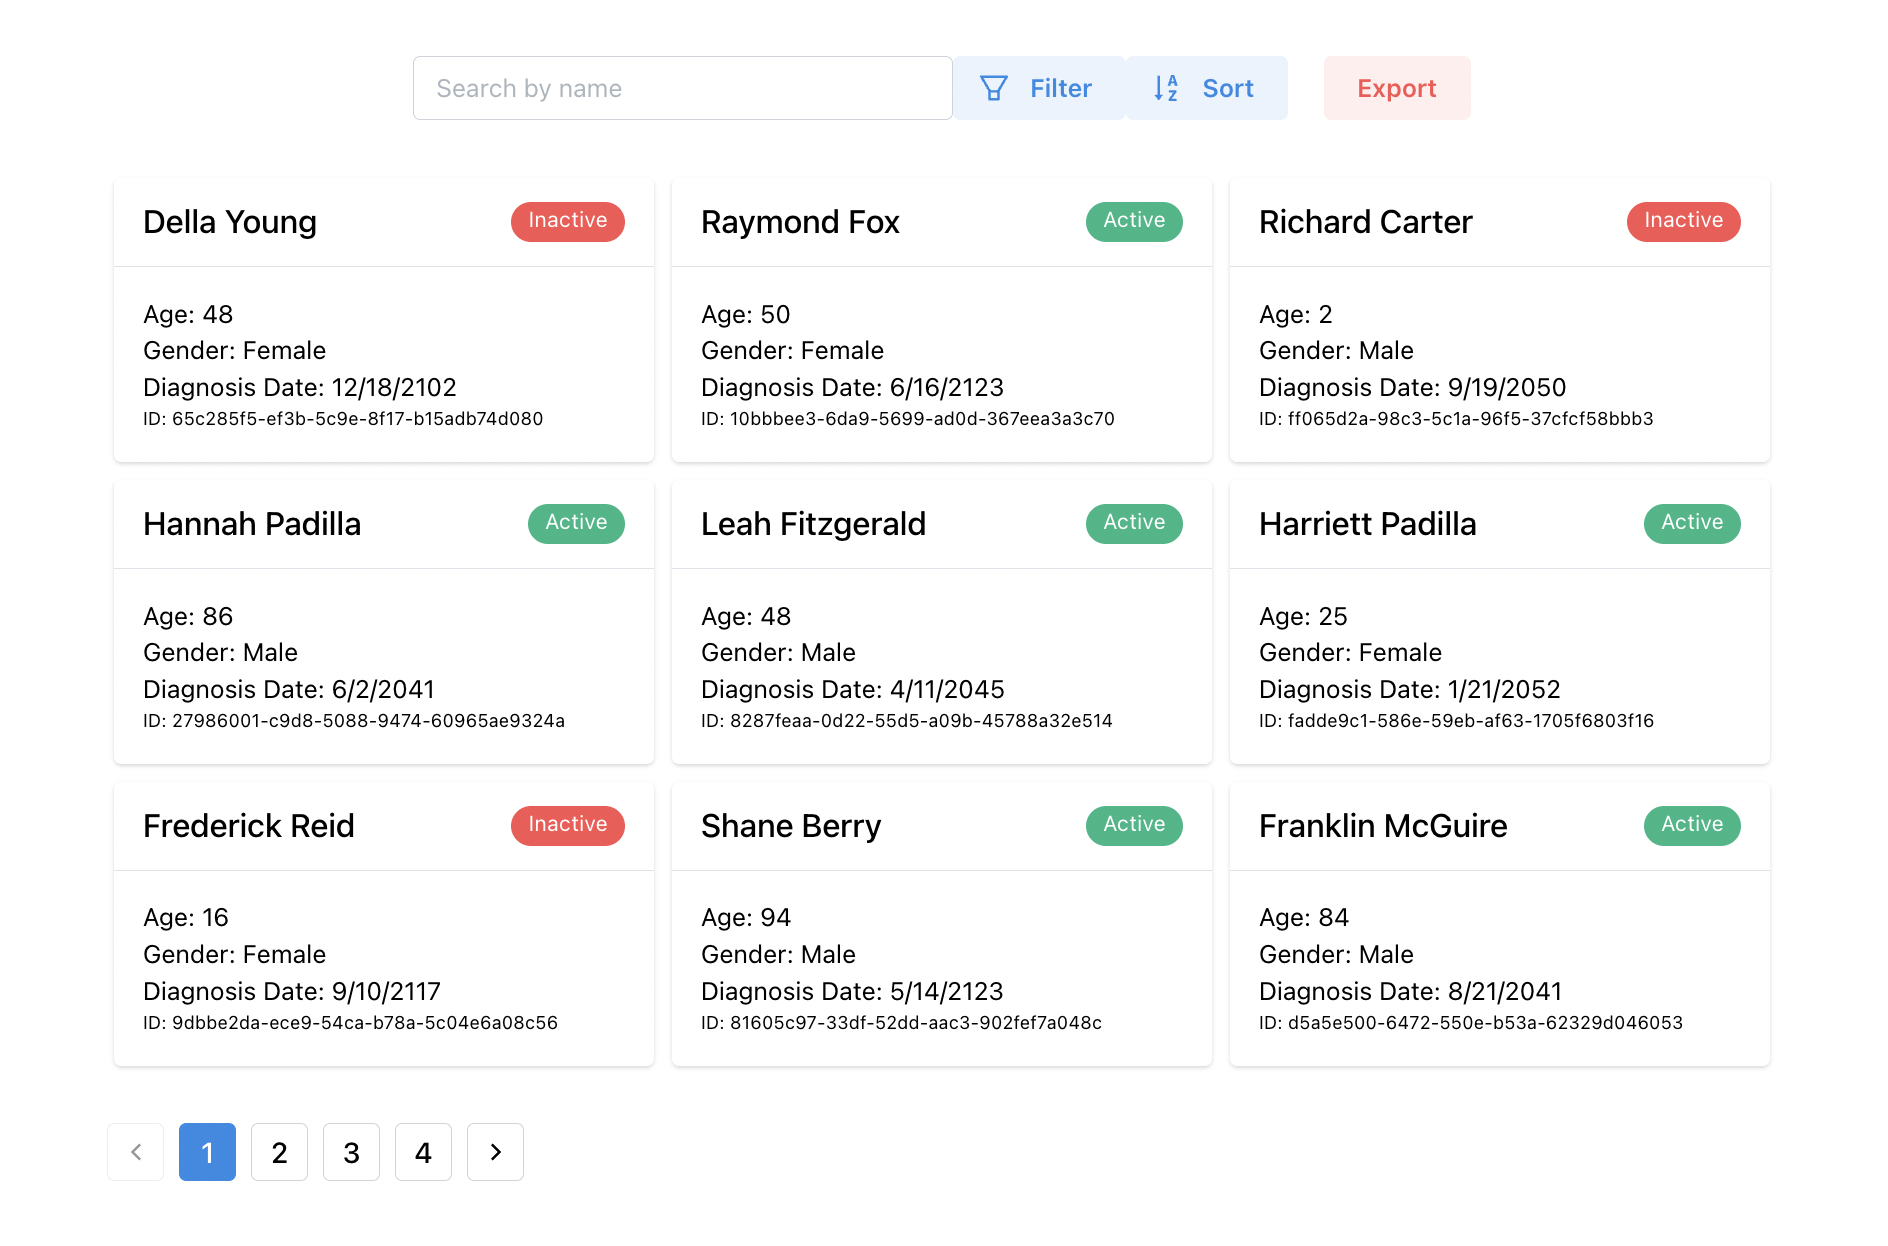 Search by name
Filter
Sort
Export
Della Young
Inactive
Age: 48
Gender: Female
Diagnosis Date: 12/18/2102
ID: 65c285f5-ef3b-5c9e-8f17-b15adb74d080
Raymond Fox
Active
Age: 50
Gender: Female
Diagnosis Date: 6/16/2123
ID: 10bbbee3-6da9-5699-ad0d-367eea3a3c70
Richard Carter
Inactive
Age: 2
Gender: Male
Diagnosis Date: 9/19/2050
ID: ff065d2a-98c3-5c1a-96f5-37cfcf58bbb3
Hannah Padilla
Active
Age: 86
Gender: Male
Diagnosis Date: 6/2/2041
ID: 27986001-c9d8-5088-9474-60965ae9324a
Leah Fitzgerald
Active
Age: 48
Gender: Male
Diagnosis Date: 4/11/2045
ID: 8287feaa-0d22-55d5-a09b-45788a32e514
Harriett Padilla
Active
Age: 25
Gender: Female
Diagnosis Date: 1/21/2052
ID: fadde9c1-586e-59eb-af63-1705f6803f16
Frederick Reid
Inactive
Age: 16
Gender: Female
Diagnosis Date: 9/10/2117
ID: 9dbbe2da-ece9-54ca-b78a-5c04e6a08c56
Shane Berry
Active
Age: 94
Gender: Male
Diagnosis Date: 5/14/2123
ID: 81605c97-33df-52dd-aac3-902fef7a048c
Franklin McGuire
Active
Age: 84
Gender: Male
Diagnosis Date: 8/21/2041
ID: d5a5e500-6472-550e-b53a-62329d046053
1 2 3 4